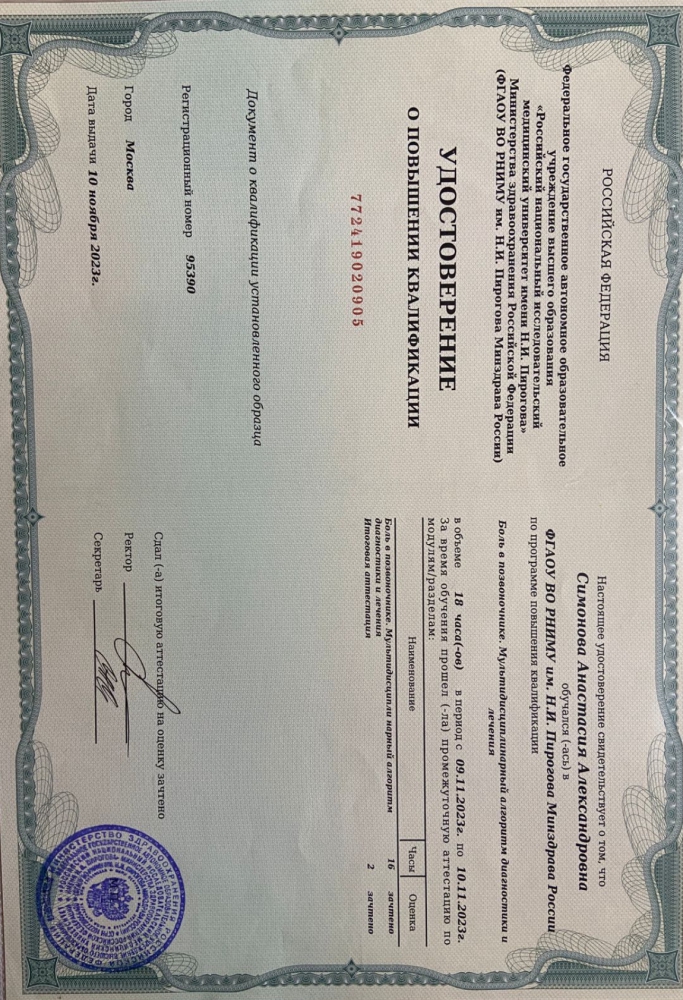 РОССИЙСКАЯ ФЕДЕРАЦИЯ
Федеральное государственное автономное образовательное
учреждение высшего образования
«Российский национальный исследовательский
медицинский университет имени Н.И. Пирогова»
Министерства здравоохранения Российской Федерации
(ФГАОУ ВО РНИМУ им. Н.И. Пирогова Минздрава России)
УДОСТОВЕРЕНИЕ
О ПОВЫШЕНИИ КВАЛИФИКАЦИИ
772419020905
Документ о квалификации установленного образца
Регистрационный номер 95390
Город Москва
Дата выдачи 10 ноября 2023г.
Настоящее удостоверение свидетельствует о том, что
Симонова Анастасия Александровна
обучался (-ась) в
ФГАОУ ВО РНИМУ им. Н.И. Пирогова Минздрава России
по программе повышения квалификации
Боль в позвоночнике. Мультидисциплинарный алгоритм диагностики и
лечения
в объеме 18 часа(-ов) в период с 09.11.2023г. по 10.11.2023г.
За время обучения прошел (-ла) промежуточную аттестацию по
модулям/разделам:
Наименование Часы Оценка
Боль в позвоночнике. Мультидисципли нарный алгоритм 16 зачтено
диагностики и лечения
Итоговая аттестация 2 зачтено
Сдал (-а) итоговую аттестацию на оценку зачтено
Ректор
Секретарь